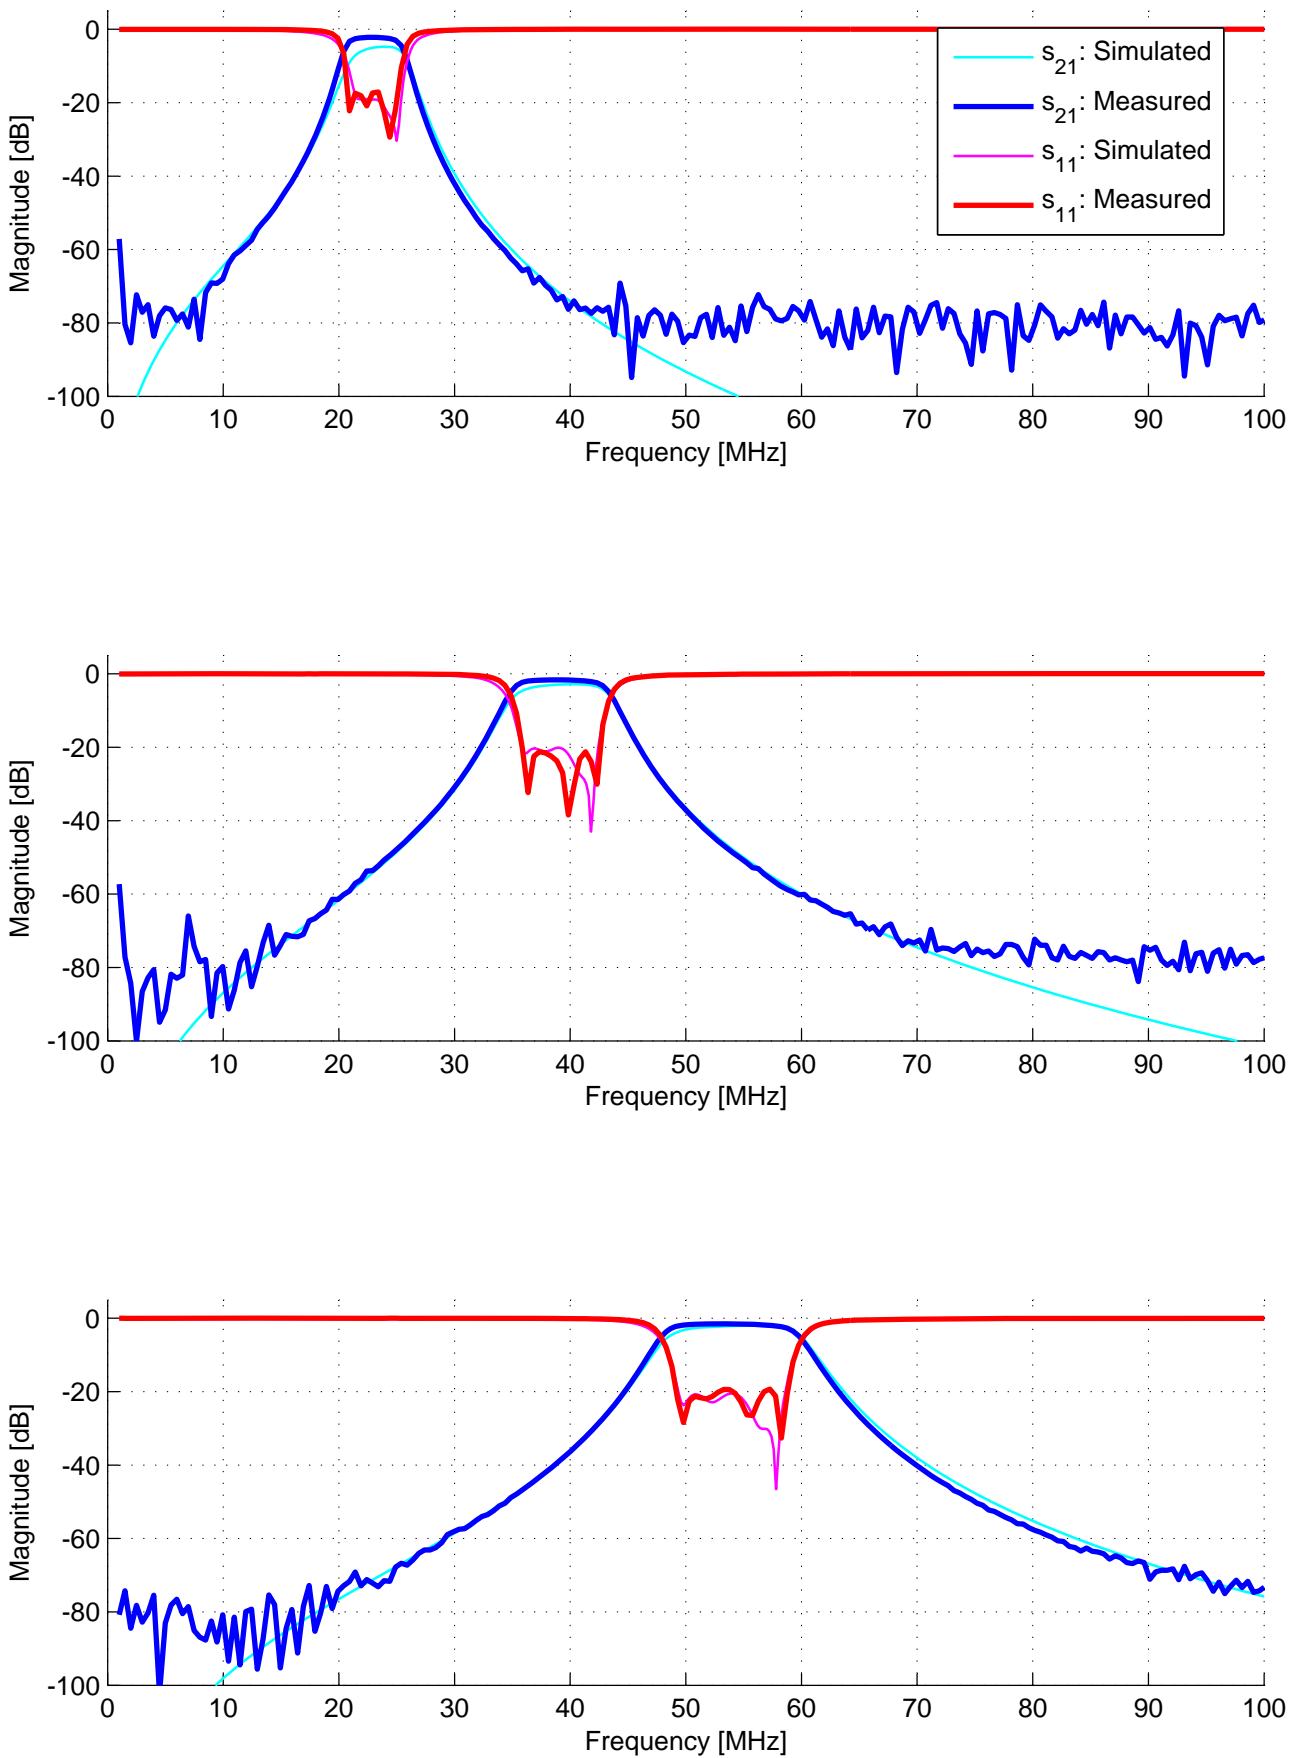 0
-20
-40
-60
-80
-100
0 10 20 30 40 50 60 70 80 90 100
Frequency [MHz]
Magnitude [dB]
s21: Simulated
s21: Measured
s11: Simulated
s11: Measured
0
-20
-40
-60
-80
-100
0 10 20 30 40 50 60 70 80 90 100
Frequency [MHz]
Magnitude [dB]
0
-20
-40
-60
-80
-100
0 10 20 30 40 50 60 70 80 90 100
Frequency [MHz]
Magnitude [dB]